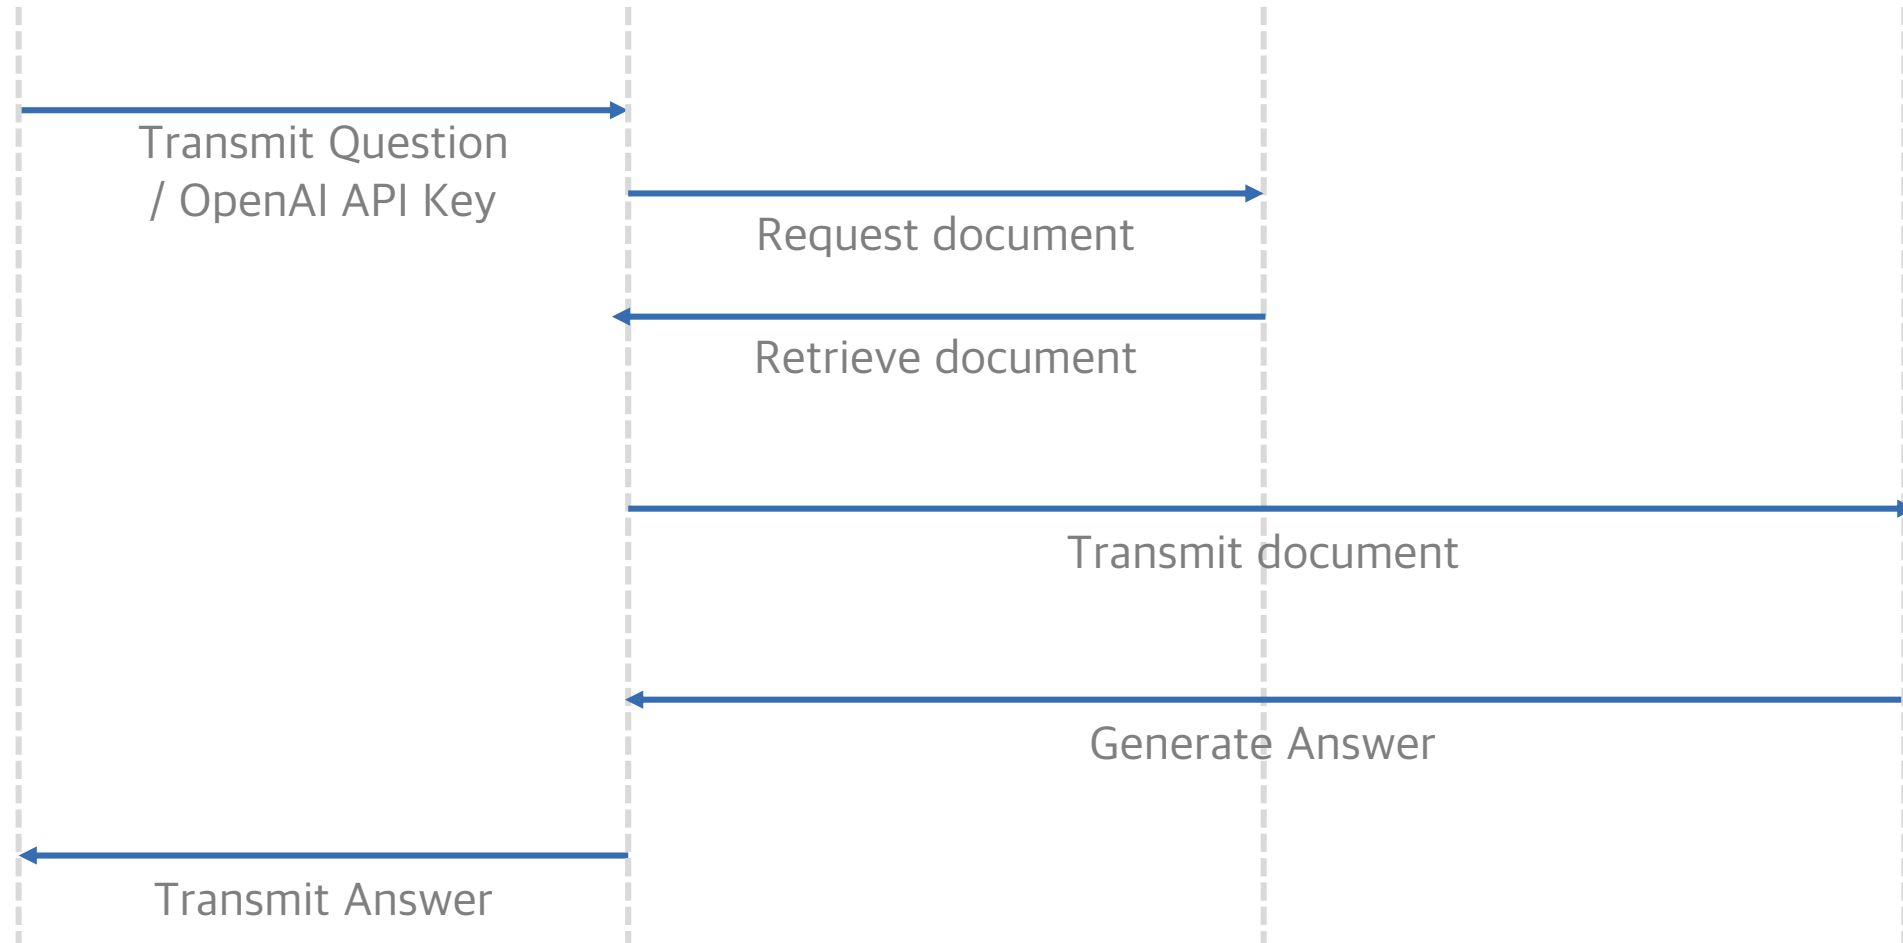 Transmit Question
/ OpenAI API Key
Request document
Retrieve document
Transmit document
Generate Answer
Transmit Answer